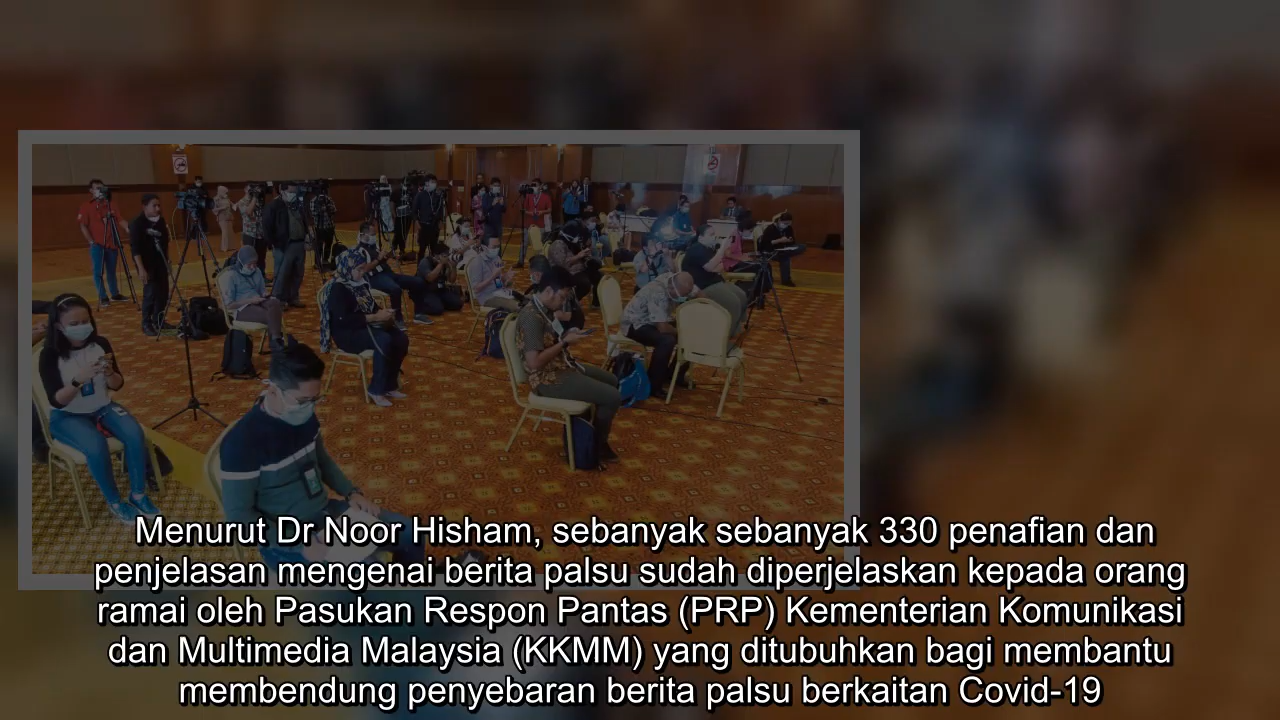 Menurut Dr Noor Hisham, sebanyak sebanyak 330 penafian dan
penjelasan mengenai berita palsu sudah diperjelaskan kepada orang
ramai oleh Pasukan Respon Pantas (PRP) Kementerian Komunikasi
dan Multimedia Malaysia (KKMM) yang ditubuhkan bagi membantu
membendung penyebaran berita palsu berkaitan Covid-19